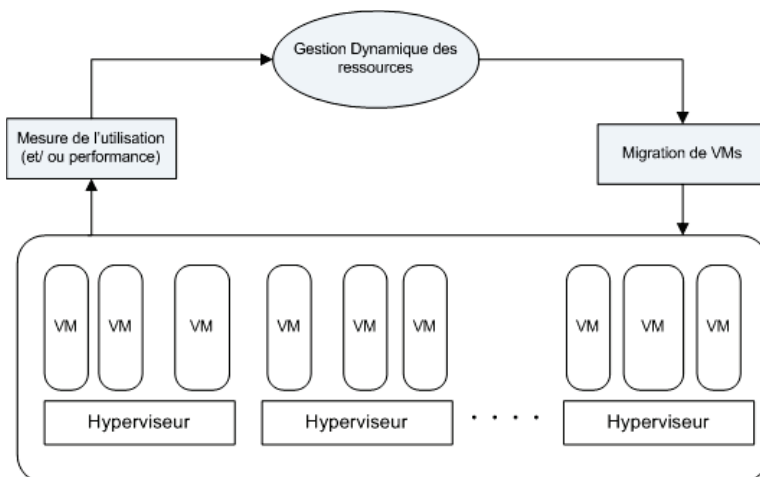 Gestion Dynamique des
ressources
Mesure de l'utilisation
(et/ ou performance)
Migration de VMs
VM VM VM VM VM VM VM VM VM
Hyperviseur Hyperviseur . . . . Hyperviseur